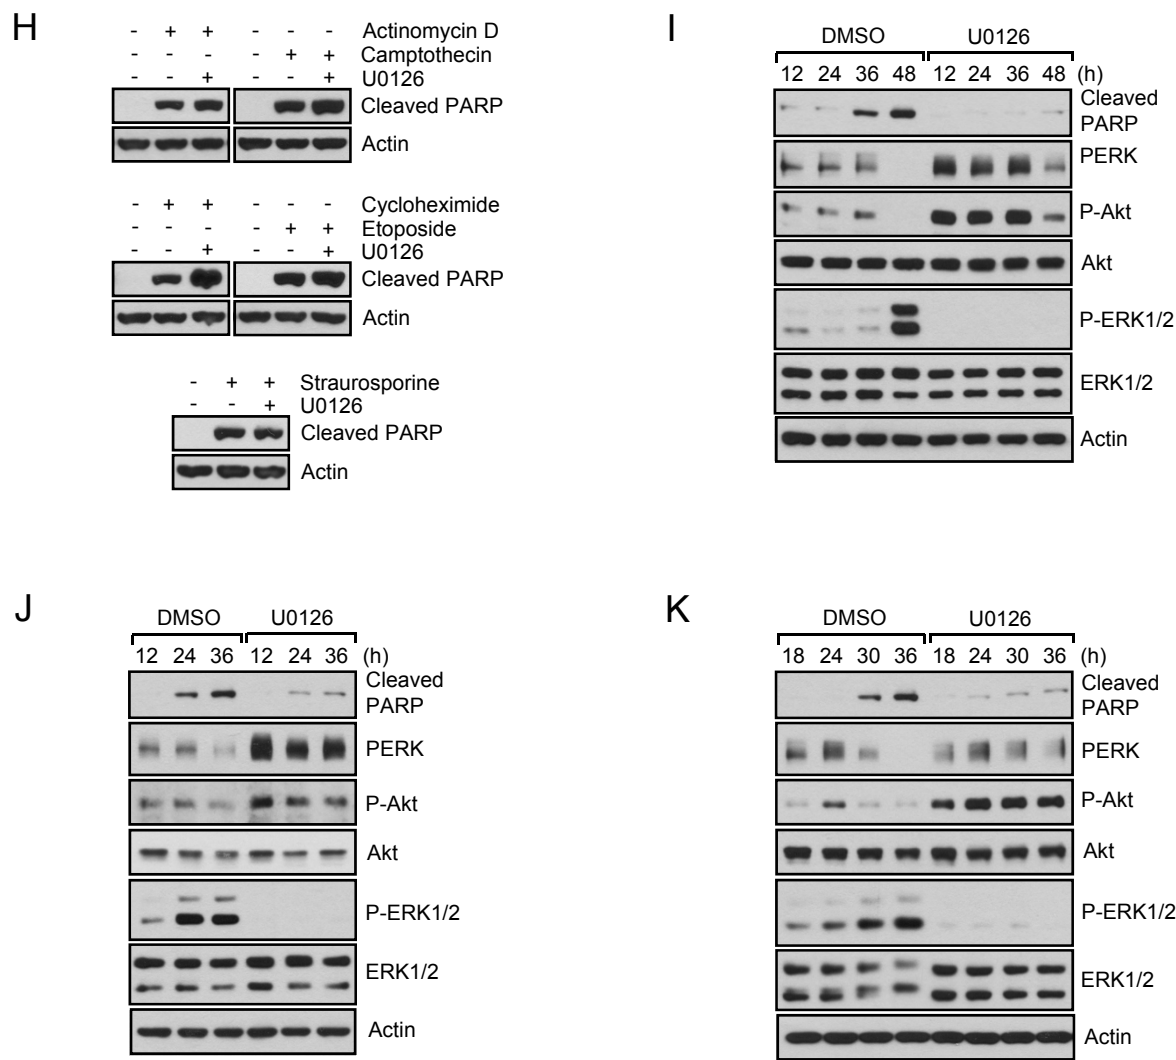 H
- + + - - - Actinomycin D
- - - - + + Camptothecin
- - + - - + U0126
Cleaved PARP
Actin
- + + - - - Cycloheximide
- - - - + + Etoposide
- - + - - + U0126
Cleaved PARP
Actin
- + + Straurosporine
- - + U0126
Cleaved PARP
Actin
I
DMSO U0126
12 24 36 48 12 24 36 48 (h)
Cleaved
PARP
PERK
P-Akt
Akt
P-ERK1/2
ERK1/2
Actin
J
DMSO U0126
12 24 36 12 24 36 (h)
Cleaved
PARP
PERK
P-Akt
Akt
P-ERK1/2
ERK1/2
Actin
K
DMSO U0126
18 24 30 36 18 24 30 36 (h)
Cleaved
PARP
PERK
P-Akt
Akt
P-ERK1/2
ERK1/2
Actin